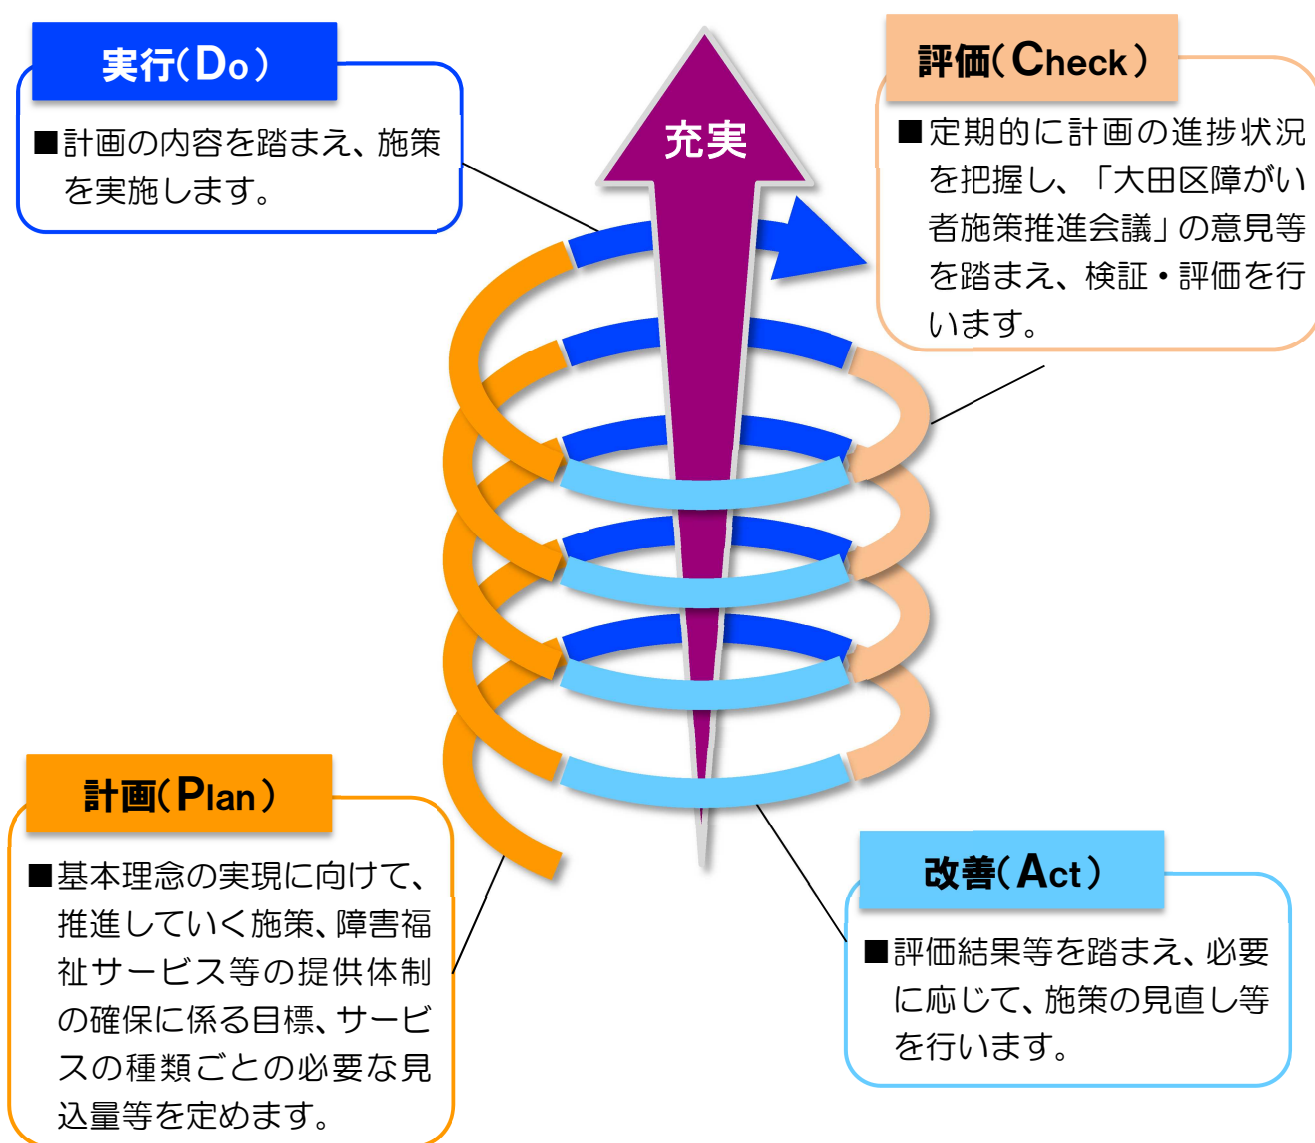 実行(Do)
■計画の内容を踏まえ、施策
を実施します。
評価(Check)
■定期的に計画の進捗状況
を把握し、「大田区障がい
者施策推進会議」の意見等
を踏まえ、検証・評価を行
います。
充実
計画(Plan)
■基本理念の実現に向けて、
推進していく施策、障害福
祉サービス等の提供体制
の確保に係る目標、サービ
スの種類ごとの必要な見
込量等を定めます。
改善(Act)
■評価結果等を踏まえ、必要
に応じて、施策の見直し等
を行います。